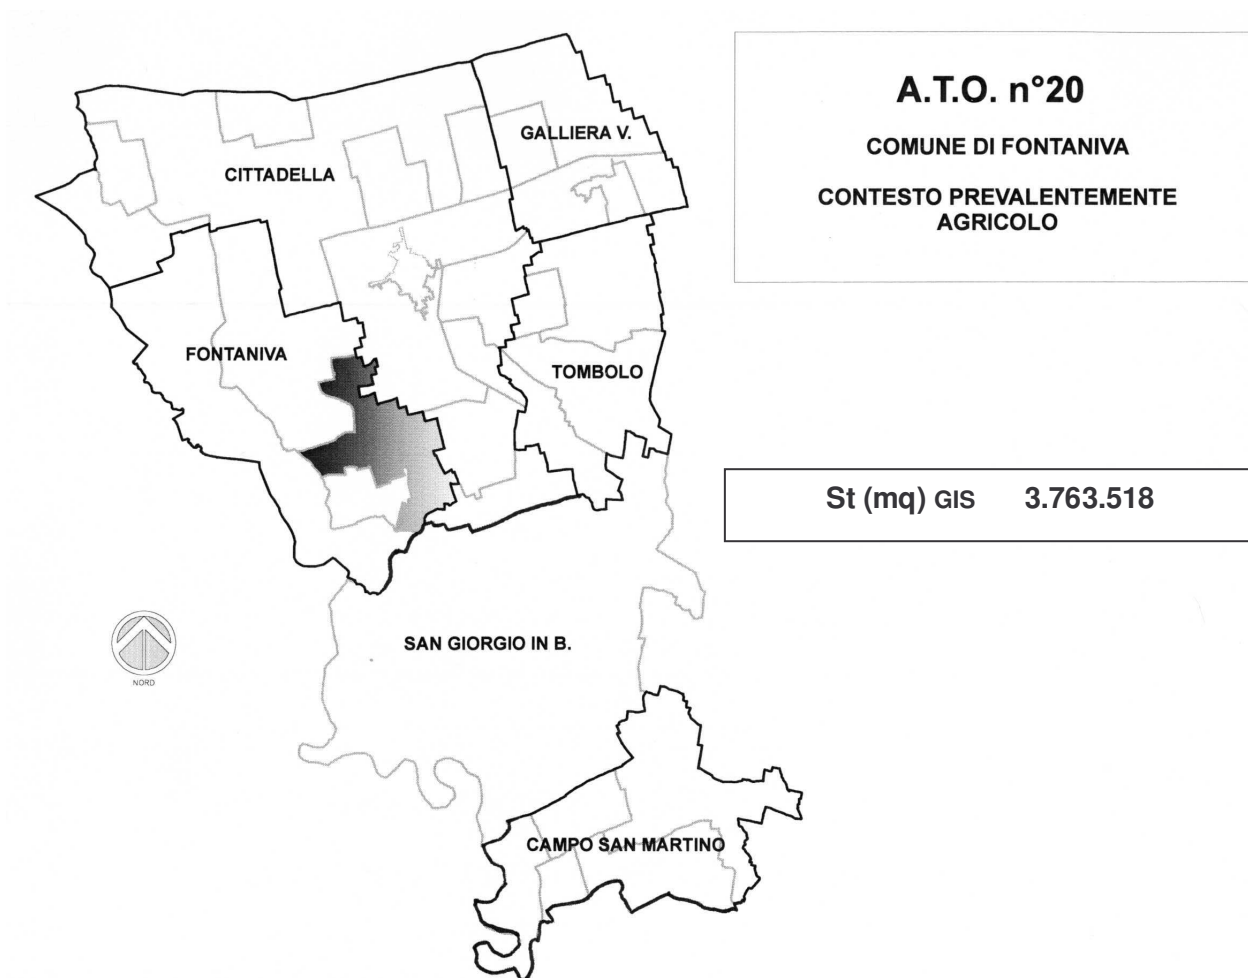 A.T.O. n°20
COMUNE DI FONTANIVA
CONTESTO PREVALENTEMENTE
AGRICOLO
GALLIERA V.
CITTADELLA
FONTANIVA
TOMBOLO
St (mq) GIS 3.763.518
SAN GIORGIO IN B.
NORD
CAMPO SAN MARTINO